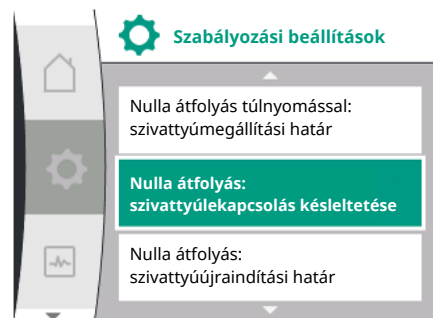 Szabályozási beállítások
Nulla átfolyás túlnyomással:
szivattyúmegállítási határ
Nulla átfolyás:
szivattyúlekapcsolás késleltetése
Nulla átfolyás:
szivattyúújraindítási határ